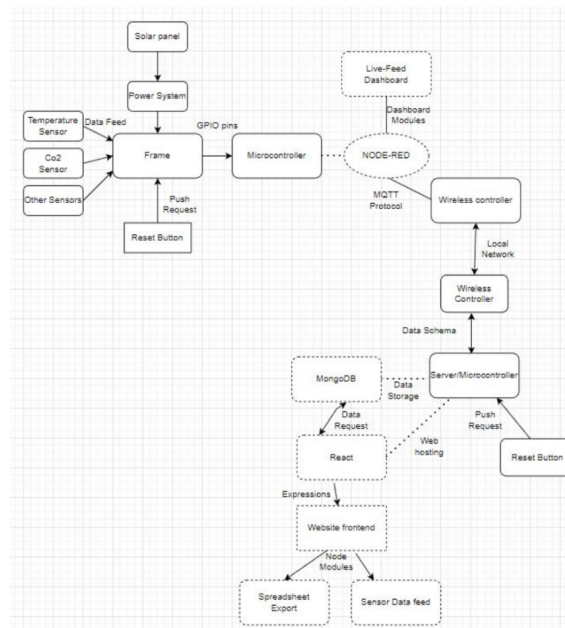 Solar panel
Power System
Live-Feed
Dashboard
Temperature
Sensor
Data Feed
GPIO pins
Dashboard
Modules
Co2
Sensor
Frame
Microcontroller
NODE-RED
Other Sensors
Push
Request
Reset Button
MQTT
Protocol
Wireless controller
Local
Network
Wireless
Controller
Data Schema
Server/Microcontroller
MongoDB
Data
Storage
Push
Request
Data
Request
Web
hosting
React
Reset Button
Expressions
Website frontend
Node
Modules
Spreadsheet
Export
Sensor Data feed